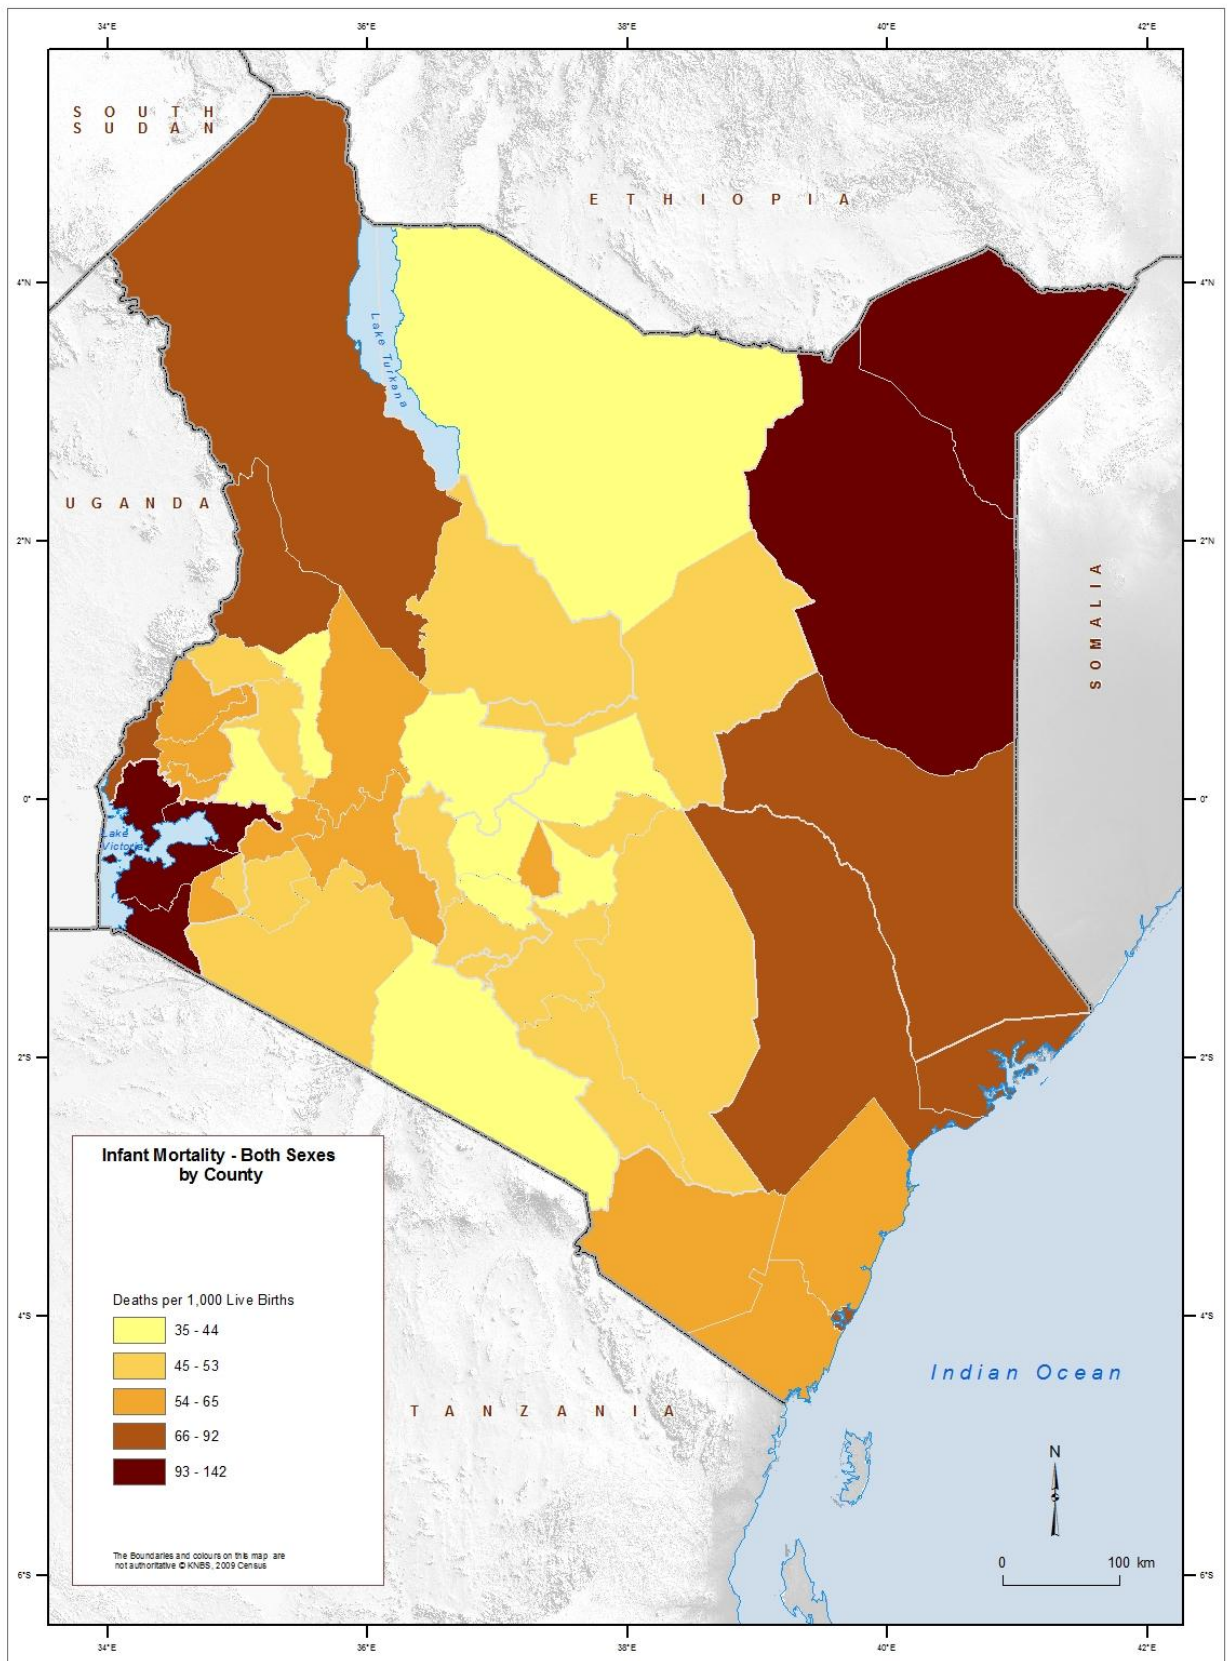 34°E 36°E 38°E 40°E 42°E
S O U T H
S U D A N
E T H I O P I A
4°N 4°N
Lake Turkana
U G A N D A
2°N 2°N
S O M A L I A
0° 0°
Lake
Victoria
2°S 2°S
Infant Mortality - Both Sexes
by County
Deaths per 1,000 Live Births
35 - 44
45 - 53
54 - 65
66 - 92
93 - 142
The Boundaries and colours on this map are
not authoritative © KNBS, 2009 Census
4°S 4°S
Indian Ocean
T A N Z A N I A
N
0 100 km
6°S 6°S
34°E 36°E 38°E 40°E 42°E